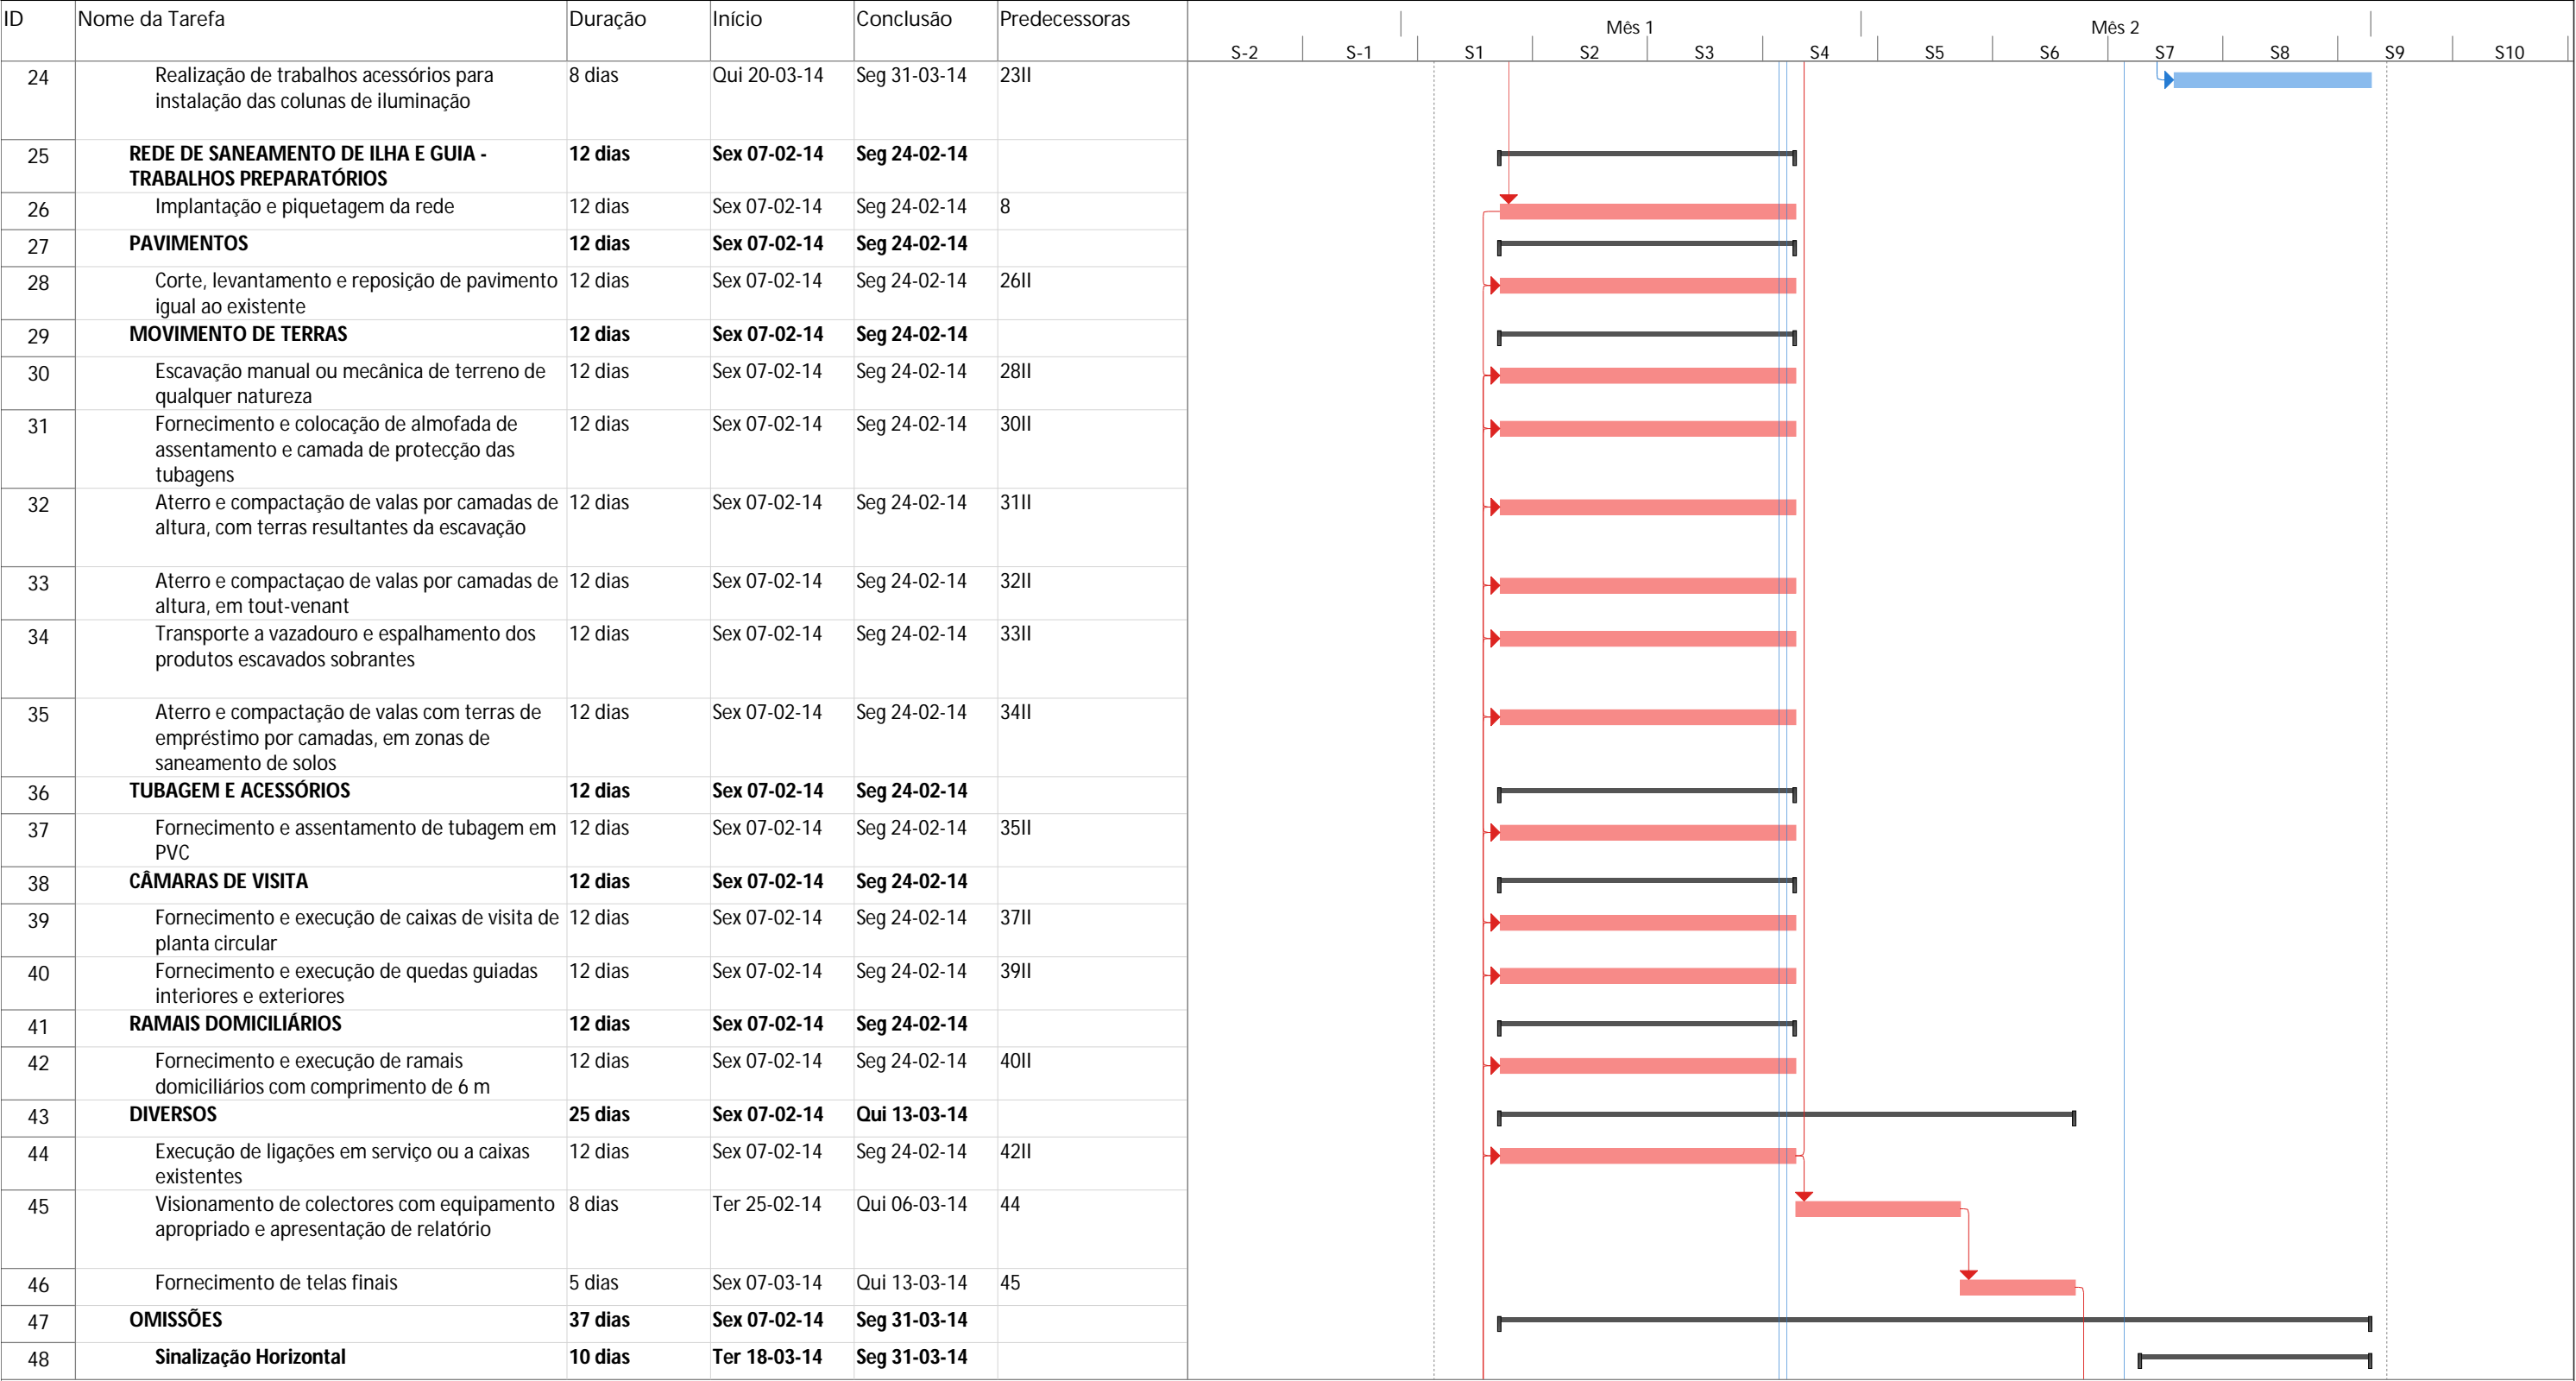 ID Nome da Tarefa Duração Início Conclusão Predecessoras
Mês 1 Mês 2
S-2 S-1 S1 S2 S3 S4 S5 S6 S7 S8 S9 S10
24 Realização de trabalhos acessórios para 8 dias Qui 20-03-14 Seg 31-03-14 23II
instalação das colunas de iluminação
25 REDE DE SANEAMENTO DE ILHA E GUIA - 12 dias Sex 07-02-14 Seg 24-02-14
TRABALHOS PREPARATÓRIOS
26 Implantação e piquetagem da rede 12 dias Sex 07-02-14 Seg 24-02-14 8
27 PAVIMENTOS 12 dias Sex 07-02-14 Seg 24-02-14
28 Corte, levantamento e reposição de pavimento 12 dias Sex 07-02-14 Seg 24-02-14 26II
igual ao existente
29 MOVIMENTO DE TERRAS 12 dias Sex 07-02-14 Seg 24-02-14
30 Escavação manual ou mecânica de terreno de 12 dias Sex 07-02-14 Seg 24-02-14 28II
qualquer natureza
31 Fornecimento e colocação de almofada de 12 dias Sex 07-02-14 Seg 24-02-14 30II
assentamento e camada de protecção das
tubagens
32 Aterro e compactação de valas por camadas de 12 dias Sex 07-02-14 Seg 24-02-14 31II
altura, com terras resultantes da escavação
33 Aterro e compactaçao de valas por camadas de 12 dias Sex 07-02-14 Seg 24-02-14 32II
altura, em tout-venant
34 Transporte a vazadouro e espalhamento dos 12 dias Sex 07-02-14 Seg 24-02-14 33II
produtos escavados sobrantes
35 Aterro e compactação de valas com terras de 12 dias Sex 07-02-14 Seg 24-02-14 34II
empréstimo por camadas, em zonas de
saneamento de solos
36 TUBAGEM E ACESSÓRIOS 12 dias Sex 07-02-14 Seg 24-02-14
37 Fornecimento e assentamento de tubagem em 12 dias Sex 07-02-14 Seg 24-02-14 35II
PVC
38 CÂMARAS DE VISITA 12 dias Sex 07-02-14 Seg 24-02-14
39 Fornecimento e execução de caixas de visita de 12 dias Sex 07-02-14 Seg 24-02-14 37II
planta circular
40 Fornecimento e execução de quedas guiadas 12 dias Sex 07-02-14 Seg 24-02-14 39II
interiores e exteriores
41 RAMAIS DOMICILIÁRIOS 12 dias Sex 07-02-14 Seg 24-02-14
42 Fornecimento e execução de ramais 12 dias Sex 07-02-14 Seg 24-02-14 40II
domiciliários com comprimento de 6 m
43 DIVERSOS 25 dias Sex 07-02-14 Qui 13-03-14
44 Execução de ligações em serviço ou a caixas 12 dias Sex 07-02-14 Seg 24-02-14 42II
existentes
45 Visionamento de colectores com equipamento 8 dias Ter 25-02-14 Qui 06-03-14 44
apropriado e apresentação de relatório
46 Fornecimento de telas finais 5 dias Sex 07-03-14 Qui 13-03-14 45
47 OMISSÕES 37 dias Sex 07-02-14 Seg 31-03-14
48 Sinalização Horizontal 10 dias Ter 18-03-14 Seg 31-03-14